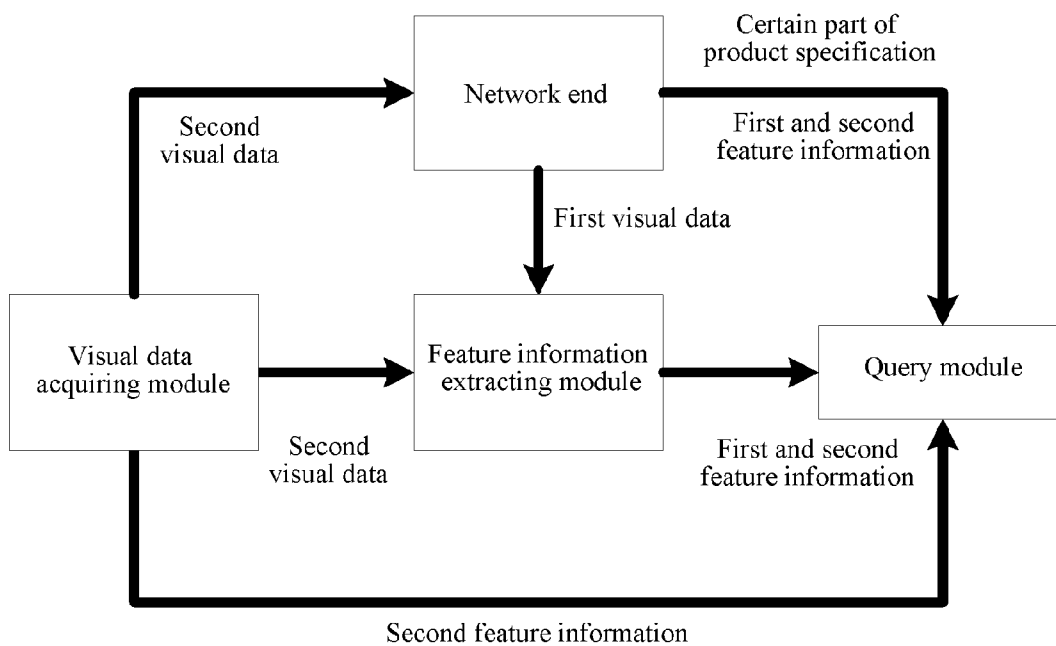 Certain part of
product specification
Network end
Second
visual data
First and second
feature information
First visual data
Visual data
acquiring module
Feature information
extracting module
Query module
Second
visual data
First and second
feature information
Second feature information